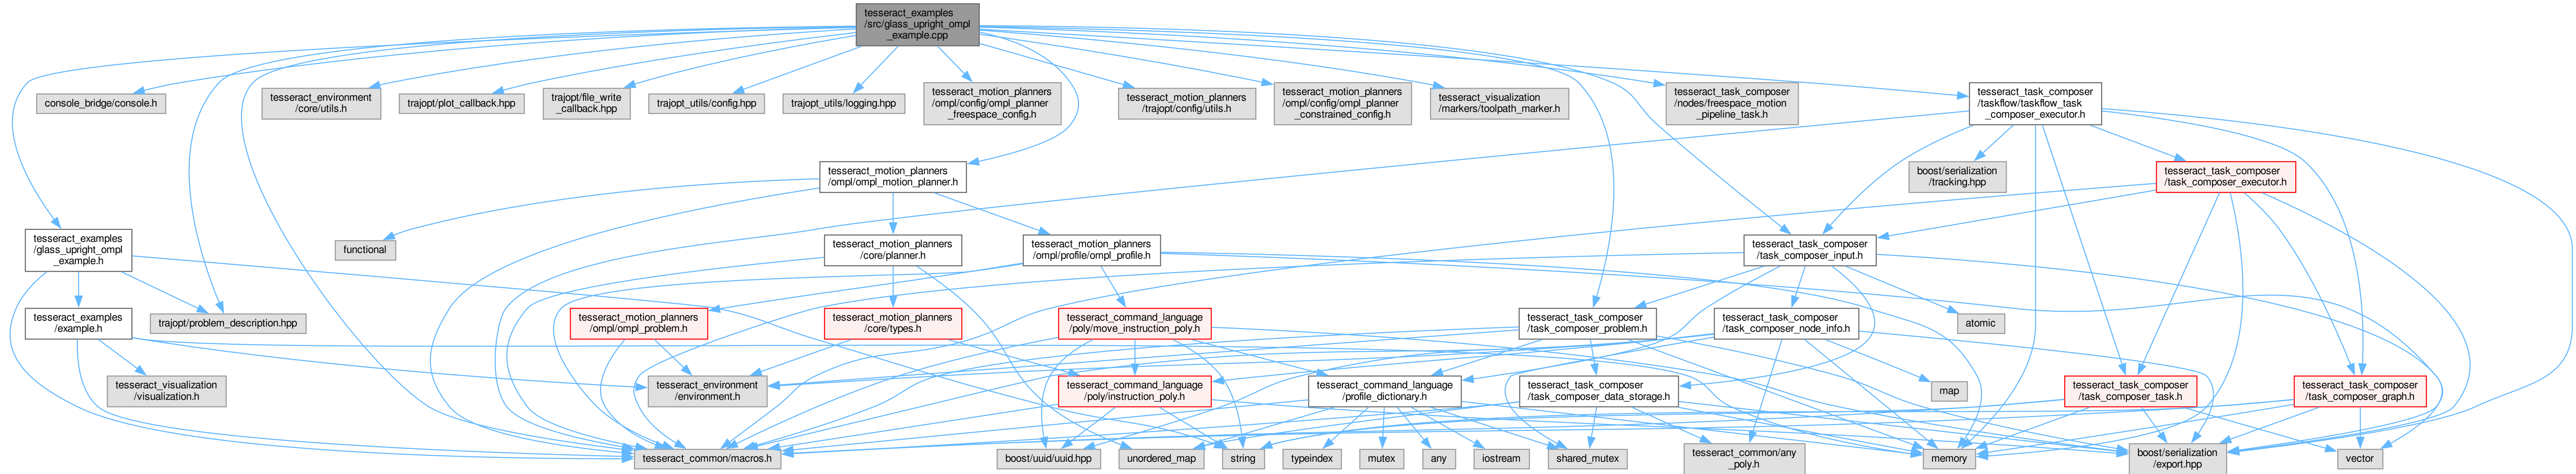 tesseract_examples
/src/glass_upright_ompl
_example.cpp
console_bridge/console.h
tesseract_environment
/core/utils.h
trajopt/plot_callback.hpp
trajopt/file_write
_callback.hpp
trajopt_utils/config.hpp
trajopt_utils/logging.hpp
tesseract_motion_planners
/ompl/config/ompl_planner
_freespace_config.h
tesseract_motion_planners
/trajopt/config/utils.h
tesseract_motion_planners
/ompl/config/ompl_planner
_constrained_config.h
tesseract_visualization
/markers/toolpath_marker.h
tesseract_task_composer
/nodes/freespace_motion
_pipeline_task.h
tesseract_task_composer
/taskflow/taskflow_task
_composer_executor.h
tesseract_motion_planners
/ompl/ompl_motion_planner.h
boost/serialization
/tracking.hpp
tesseract_task_composer
/task_composer_executor.h
tesseract_examples
/glass_upright_ompl
_example.h
functional
tesseract_motion_planners
/core/planner.h
tesseract_motion_planners
/ompl/profile/ompl_profile.h
tesseract_task_composer
/task_composer_input.h
tesseract_examples
/example.h
trajopt/problem_description.hpp
tesseract_motion_planners
/ompl/ompl_problem.h
tesseract_motion_planners
/core/types.h
tesseract_command_language
/poly/move_instruction_poly.h
tesseract_task_composer
/task_composer_problem.h
tesseract_task_composer
/task_composer_node_info.h
atomic
tesseract_visualization
/visualization.h
tesseract_environment
/environment.h
tesseract_command_language
/poly/instruction_poly.h
tesseract_command_language
/profile_dictionary.h
tesseract_task_composer
/task_composer_data_storage.h
map
tesseract_task_composer
/task_composer_task.h
tesseract_task_composer
/task_composer_graph.h
tesseract_common/macros.h
boost/uuid/uuid.hpp
unordered_map
string
typeindex
mutex
any
iostream
shared_mutex
tesseract_common/any
_poly.h
memory
boost/serialization
/export.hpp
vector